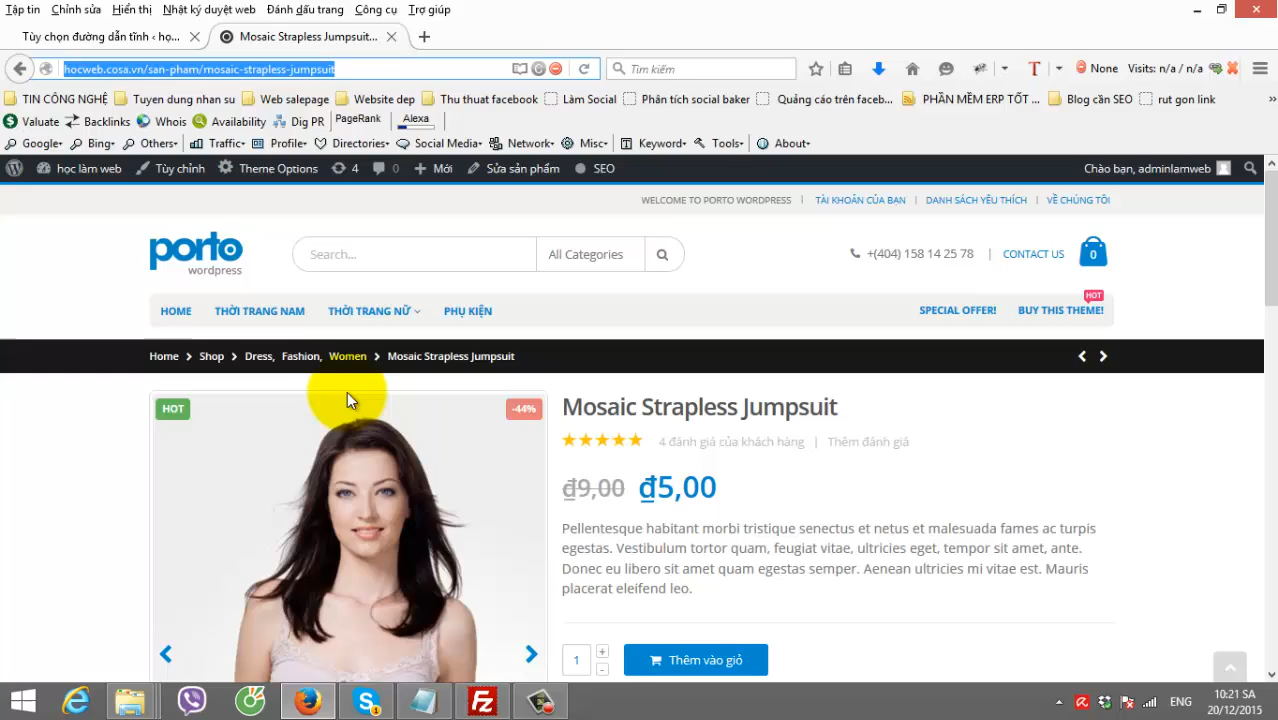 Tập tin Chỉnh sửa Hiển thị Nhật ký duyệt web Đánh dấu trang Công cụ Trợ giúp
Tùy chọn đường dẫn tĩnh ‹ họ... Mosaic Strapless Jumpsuit...
hocweb.cosa.vn/san-pham/mosaic-strapless-jumpsuit Tìm kiếm None Visits: n/a / n/a
TIN CÔNG NGHỆ Tuyen dung nhan su Web salepage Website dep Thu thuat facebook Làm Social Phân tích social baker Quảng cáo trên faceb... PHẦN MỀM ERP TỐT ... Blog cần SEO rut gon link
Valuate Backlinks Whois Availability Dig PR PageRank Alexa
Google Bing Others Traffic Profile Directories Social Media Network Misc Keyword Tools About
học làm web Tùy chỉnh Theme Options 4 0 Mới Sửa sản phẩm SEO Chào bạn, adminlamweb
WELCOME TO PORTO WORDPRESS | TÀI KHOẢN CỦA BẠN | DANH SÁCH YÊU THÍCH | VỀ CHÚNG TÔI
porto
wordpress
Search... All Categories +(404) 158 14 25 78 | CONTACT US 0
HOT
HOME THỜI TRANG NAM THỜI TRANG NỮ PHỤ KIỆN SPECIAL OFFER! BUY THIS THEME!
Home Shop Dress, Fashion, Women Mosaic Strapless Jumpsuit
HOT -44%
Mosaic Strapless Jumpsuit
4 đánh giá của khách hàng | Thêm đánh giá
₫9,00 ₫5,00
Pellentesque habitant morbi tristique senectus et netus et malesuada fames ac turpis
egestas. Vestibulum tortor quam, feugiat vitae, ultricies eget, tempor sit amet, ante.
Donec eu libero sit amet quam egestas semper. Aenean ultricies mi vitae est. Mauris
placerat eleifend leo.
1 + - Thêm vào giỏ
ENG 10:21 SA
20/12/2015